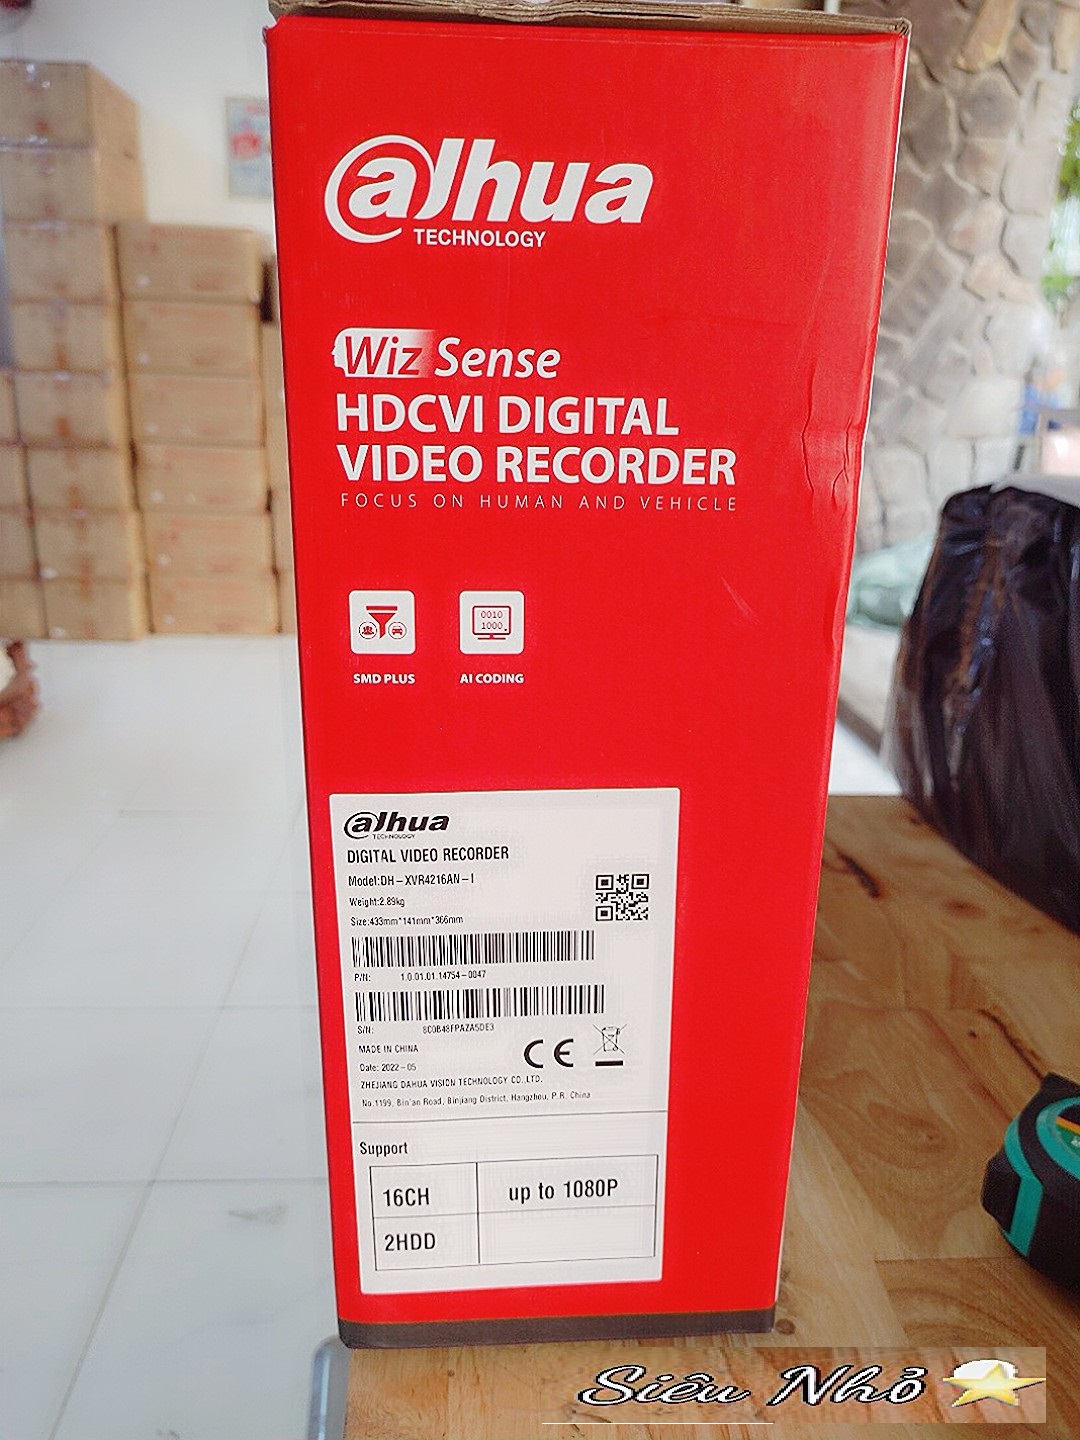 alhua
TECHNOLOGY
Wiz Sense
HDCVI DIGITAL
VIDEO RECORDER
FOCUS ON HUMAN AND VEHICLE
0010
1000
SMD PLUS
AI CODING
alhua
TECHNOLOGY
DIGITAL VIDEO RECORDER
Model:DH-XVR4216AN-I
Weight:2.89kg
Size:433mm*141mm*366mm
P/N: 1.0.01.01.14754-0047
S/N: 8C0B48FPAZA5DE3
MADE IN CHINA
Date: 2022-05
CE
ZHEJIANG DAHUA VISION TECHNOLOGY CO.,LTD.
No.1199, Bin'an Road, Binjiang District, Hangzhou, P.R. China
Support
16CH up to 1080P
2HDD
Siêu Nhỏ